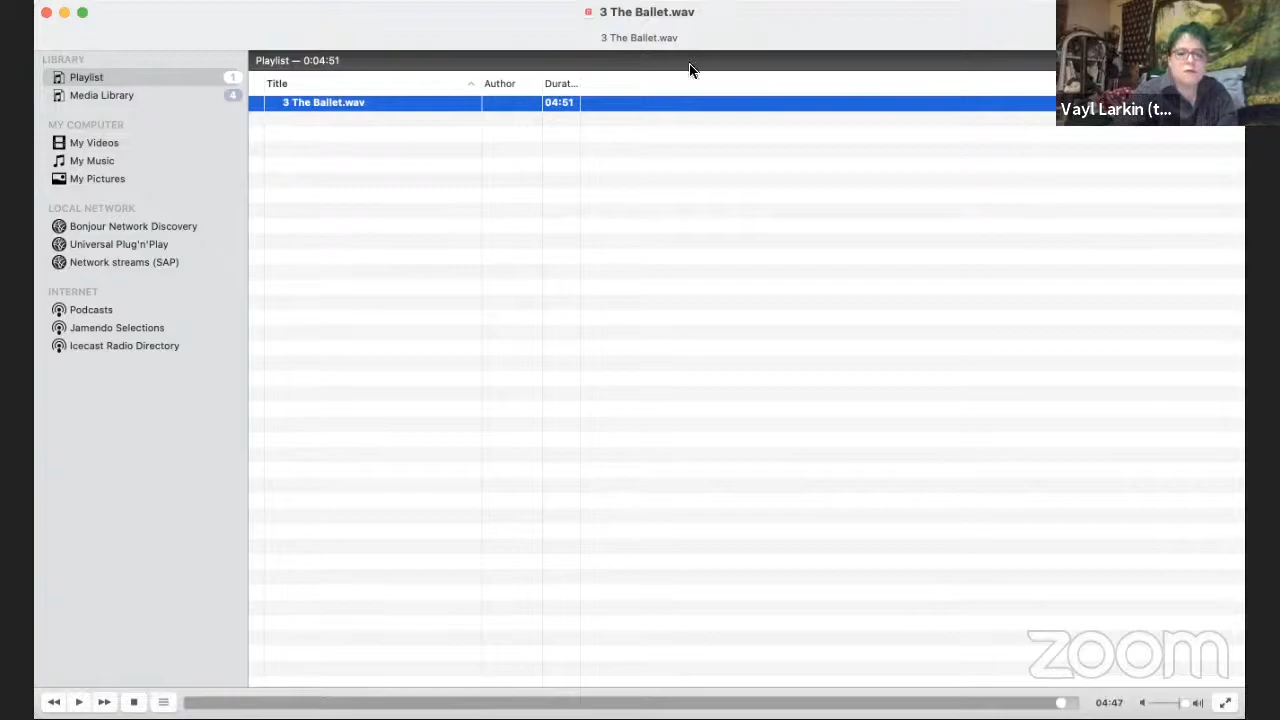 3 The Ballet.wav
3 The Ballet.wav
LIBRARY
Playlist 1
Media Library 4
MY COMPUTER
My Videos
My Music
My Pictures
LOCAL NETWORK
Bonjour Network Discovery
Universal Plug'n'Play
Network streams (SAP)
INTERNET
Podcasts
Jamendo Selections
Icecast Radio Directory
Playlist — 0:04:51
Title Author Durat...
3 The Ballet.wav 04:51
Vayl Larkin (t...
zoom
04:47